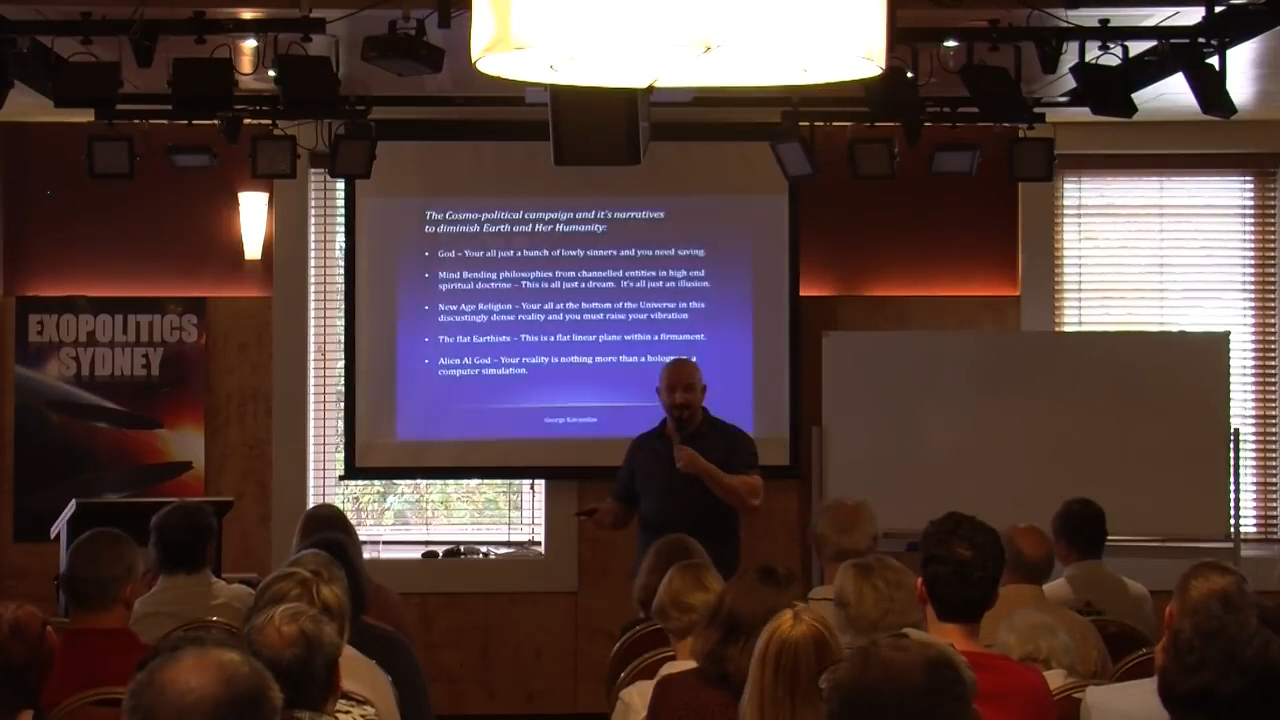 The Cosmo-political campaign and it's narratives
to diminish Earth and Her Humanity:
• God – Your all just a bunch of lowly sinners and you need saving.
• Mind Bending philosophies from channelled entities in high end
spiritual doctrine – This is all just a dream. It's all just an illusion.
• New Age Religion – Your all at the bottom of the Universe in this
discustingly dense reality and you must raise your vibration
• The flat Earthists – This is a flat linear plane within a firmament.
• Alien AI God – Your reality is nothing more than a a
computer simulation.
George
EXOPOLITICS
SYDNEY